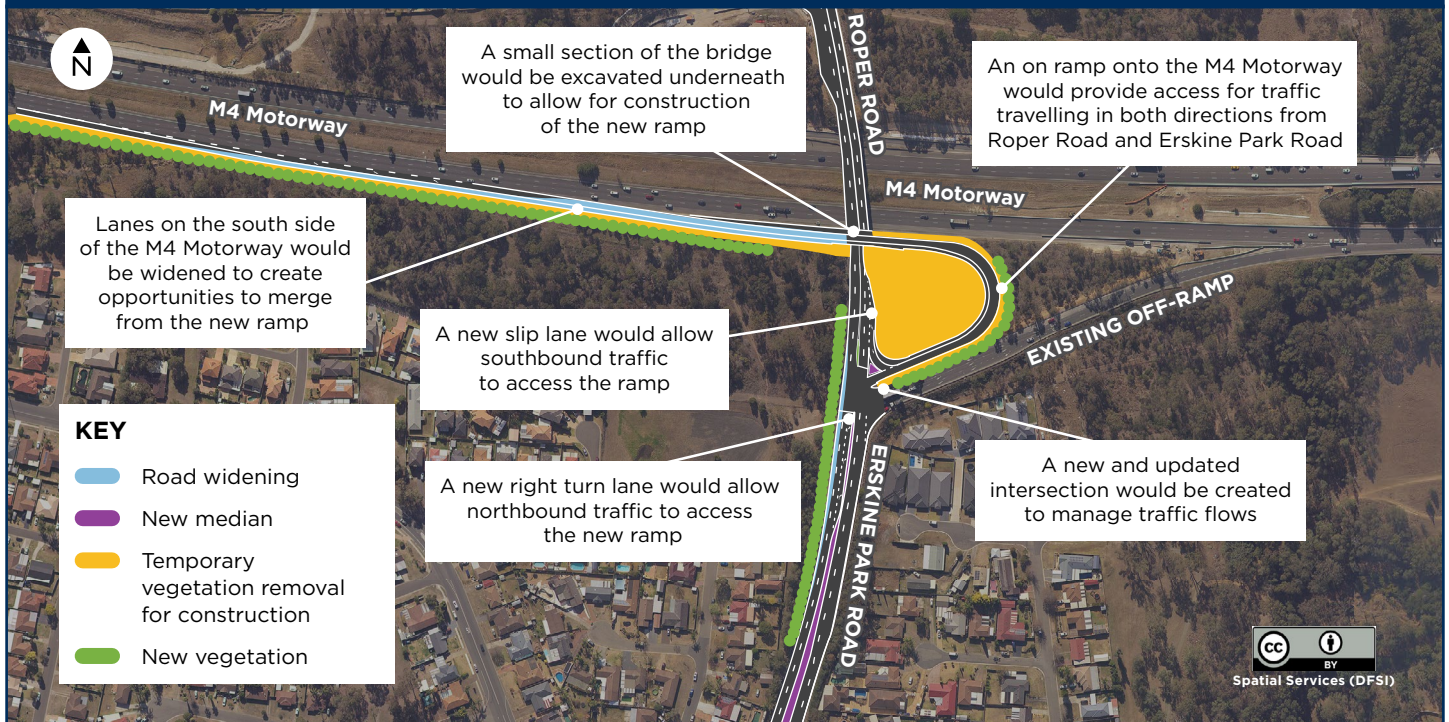 N
M4 Motorway
ROPER ROAD
A small section of the bridge
would be excavated underneath
to allow for construction
of the new ramp
An on ramp onto the M4 Motorway
would provide access for traffic
travelling in both directions from
Roper Road and Erskine Park Road
M4 Motorway
Lanes on the south side
of the M4 Motorway would
be widened to create
opportunities to merge
from the new ramp
A new slip lane would allow
southbound traffic
to access the ramp
EXISTING OFF-RAMP
KEY
Road widening
New median
Temporary
vegetation removal
for construction
New vegetation
A new right turn lane would allow
northbound traffic to access
the new ramp
ERSKINE PARK ROAD
A new and updated
intersection would be created
to manage traffic flows
cc
BY
Spatial Services (DFSI)